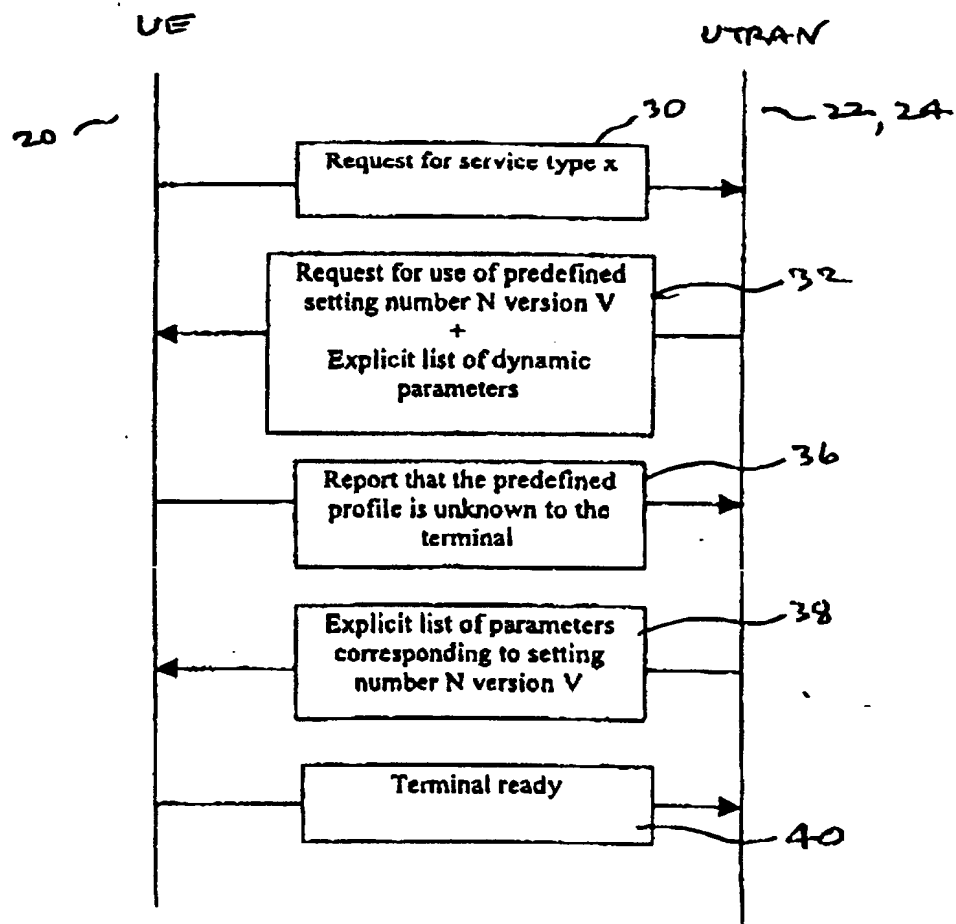 UE
UTRAN
20
22, 24
30
Request for service type x
Request for use of predefined
setting number N version V
+
Explicit list of dynamic
parameters
32
Report that the predefined
profile is unknown to the
terminal
36
Explicit list of parameters
corresponding to setting
number N version V
38
Terminal ready
40